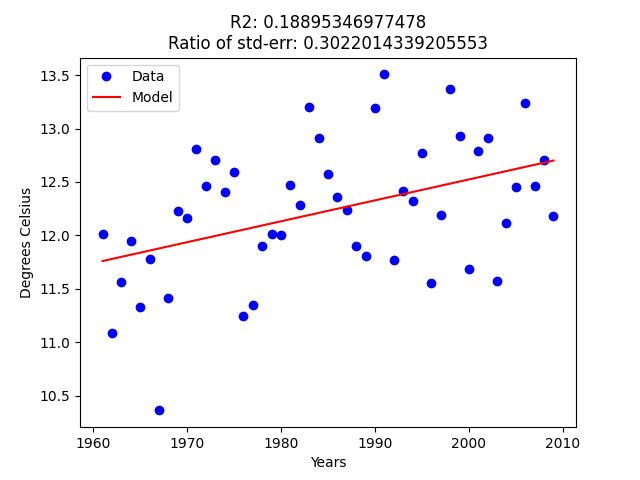 R2: 0.18895346977478
Ratio of std-err: 0.3022014339205553
Data
Model
13.5
13.0
12.5
12.0
11.5
11.0
10.5
Degrees Celsius
1960 1970 1980 1990 2000 2010
Years